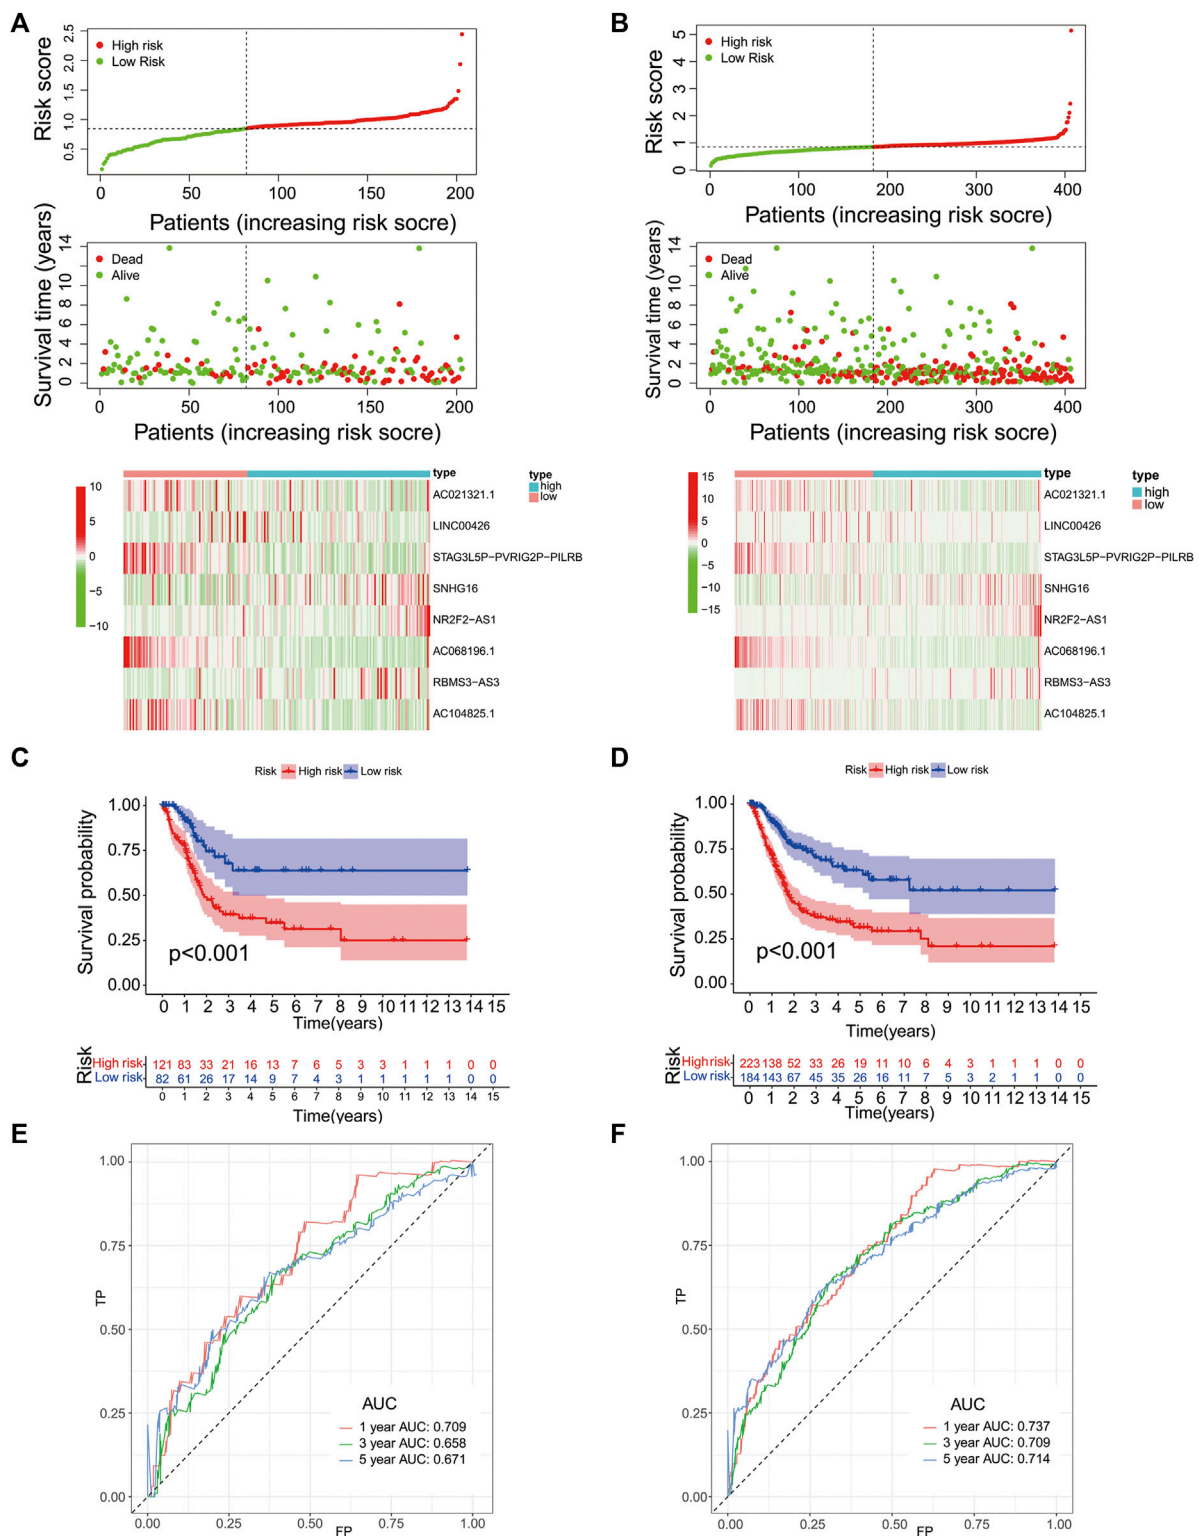 A
2.5
2.0
1.5
1.0
0.5
Risk score
High risk
Low Risk
0 50 100 150 200
Patients (increasing risk socre)
14
10
8
6
4
2
0
Survival time (years)
Dead
Alive
0 50 100 150 200
Patients (increasing risk socre)
10
5
0
−5
−10
type
AC021321.1
LINC00426
STAG3L5P−PVRIG2P−PILRB
SNHG16
NR2F2−AS1
AC068196.1
RBMS3−AS3
AC104825.1
type
high
low
B
5
4
3
2
1
0
Risk score
High risk
Low Risk
0 100 200 300 400
Patients (increasing risk socre)
14
10
8
6
4
2
0
Survival time (years)
Dead
Alive
0 100 200 300 400
Patients (increasing risk socre)
15
10
5
0
−5
−10
−15
type
AC021321.1
LINC00426
STAG3L5P−PVRIG2P−PILRB
SNHG16
NR2F2−AS1
AC068196.1
RBMS3−AS3
AC104825.1
type
high
low
C
Risk High risk Low risk
1.00
0.75
0.50
0.25
0.00
Survival probability
p<0.001
0 1 2 3 4 5 6 7 8 9 10 11 12 13 14 15
Time(years)
Risk
High risk 121 83 33 21 16 13 7 6 5 3 3 1 1 1 0 0
Low risk 82 61 26 17 14 9 7 4 3 1 1 1 1 1 0 0
0 1 2 3 4 5 6 7 8 9 10 11 12 13 14 15
Time(years)
D
Risk High risk Low risk
1.00
0.75
0.50
0.25
0.00
Survival probability
p<0.001
0 1 2 3 4 5 6 7 8 9 10 11 12 13 14 15
Time(years)
Risk
High risk 223 138 52 33 26 19 11 10 6 4 3 1 1 1 0 0
Low risk 184 143 67 45 35 26 16 11 7 5 3 2 1 1 0 0
0 1 2 3 4 5 6 7 8 9 10 11 12 13 14 15
Time(years)
E
1.00
0.75
0.50
0.25
0.00
TP
AUC
1 year AUC: 0.709
3 year AUC: 0.658
5 year AUC: 0.671
0.00 0.25 0.50 0.75 1.00
FP
F
1.00
0.75
0.50
0.25
0.00
TP
AUC
1 year AUC: 0.737
3 year AUC: 0.709
5 year AUC: 0.714
0.00 0.25 0.50 0.75 1.00
FP